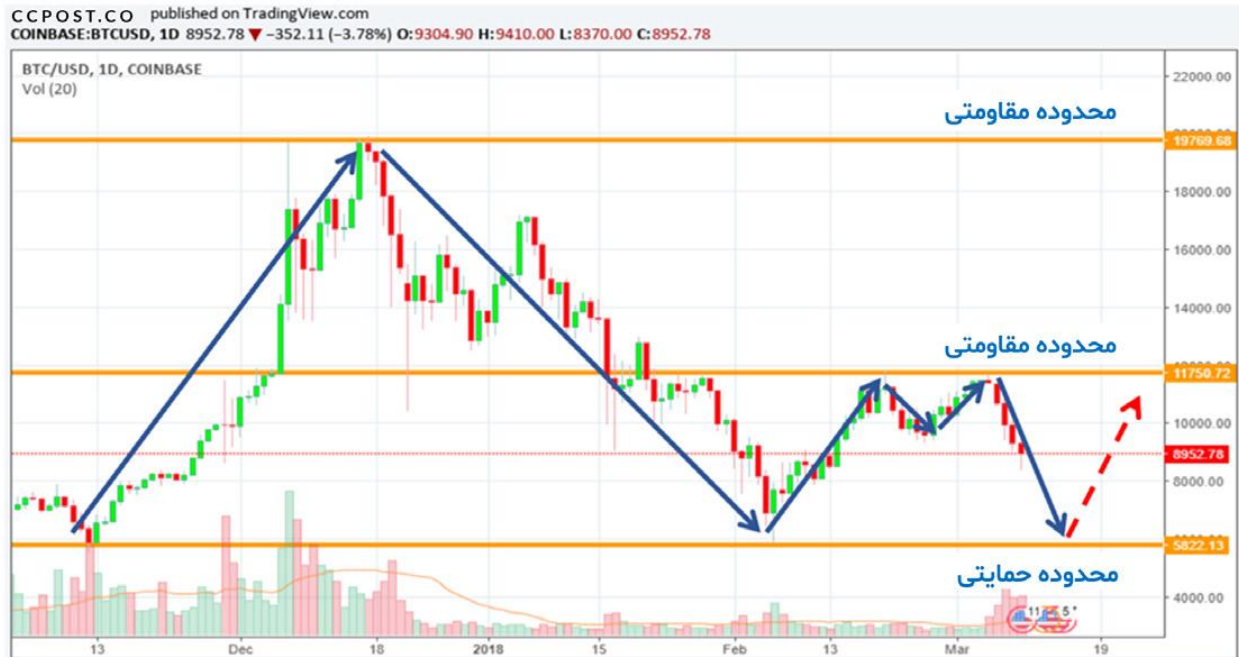 CCPOST.CO published on TradingView.com
COINBASE:BTCUSD, 1D 8952.78 ▼ −352.11 (−3.78%) O:9304.90 H:9410.00 L:8370.00 C:8952.78
BTC/USD, 1D, COINBASE
Vol (20)
22000.00
محدوده مقاومتی
19769.68
18000.00
16000.00
14000.00
محدوده مقاومتی
11750.72
10000.00
8952.78
8000.00
5822.13
محدوده حمایتی
4000.00
13 Dec 18 2018 15 Feb 13 Mar 19